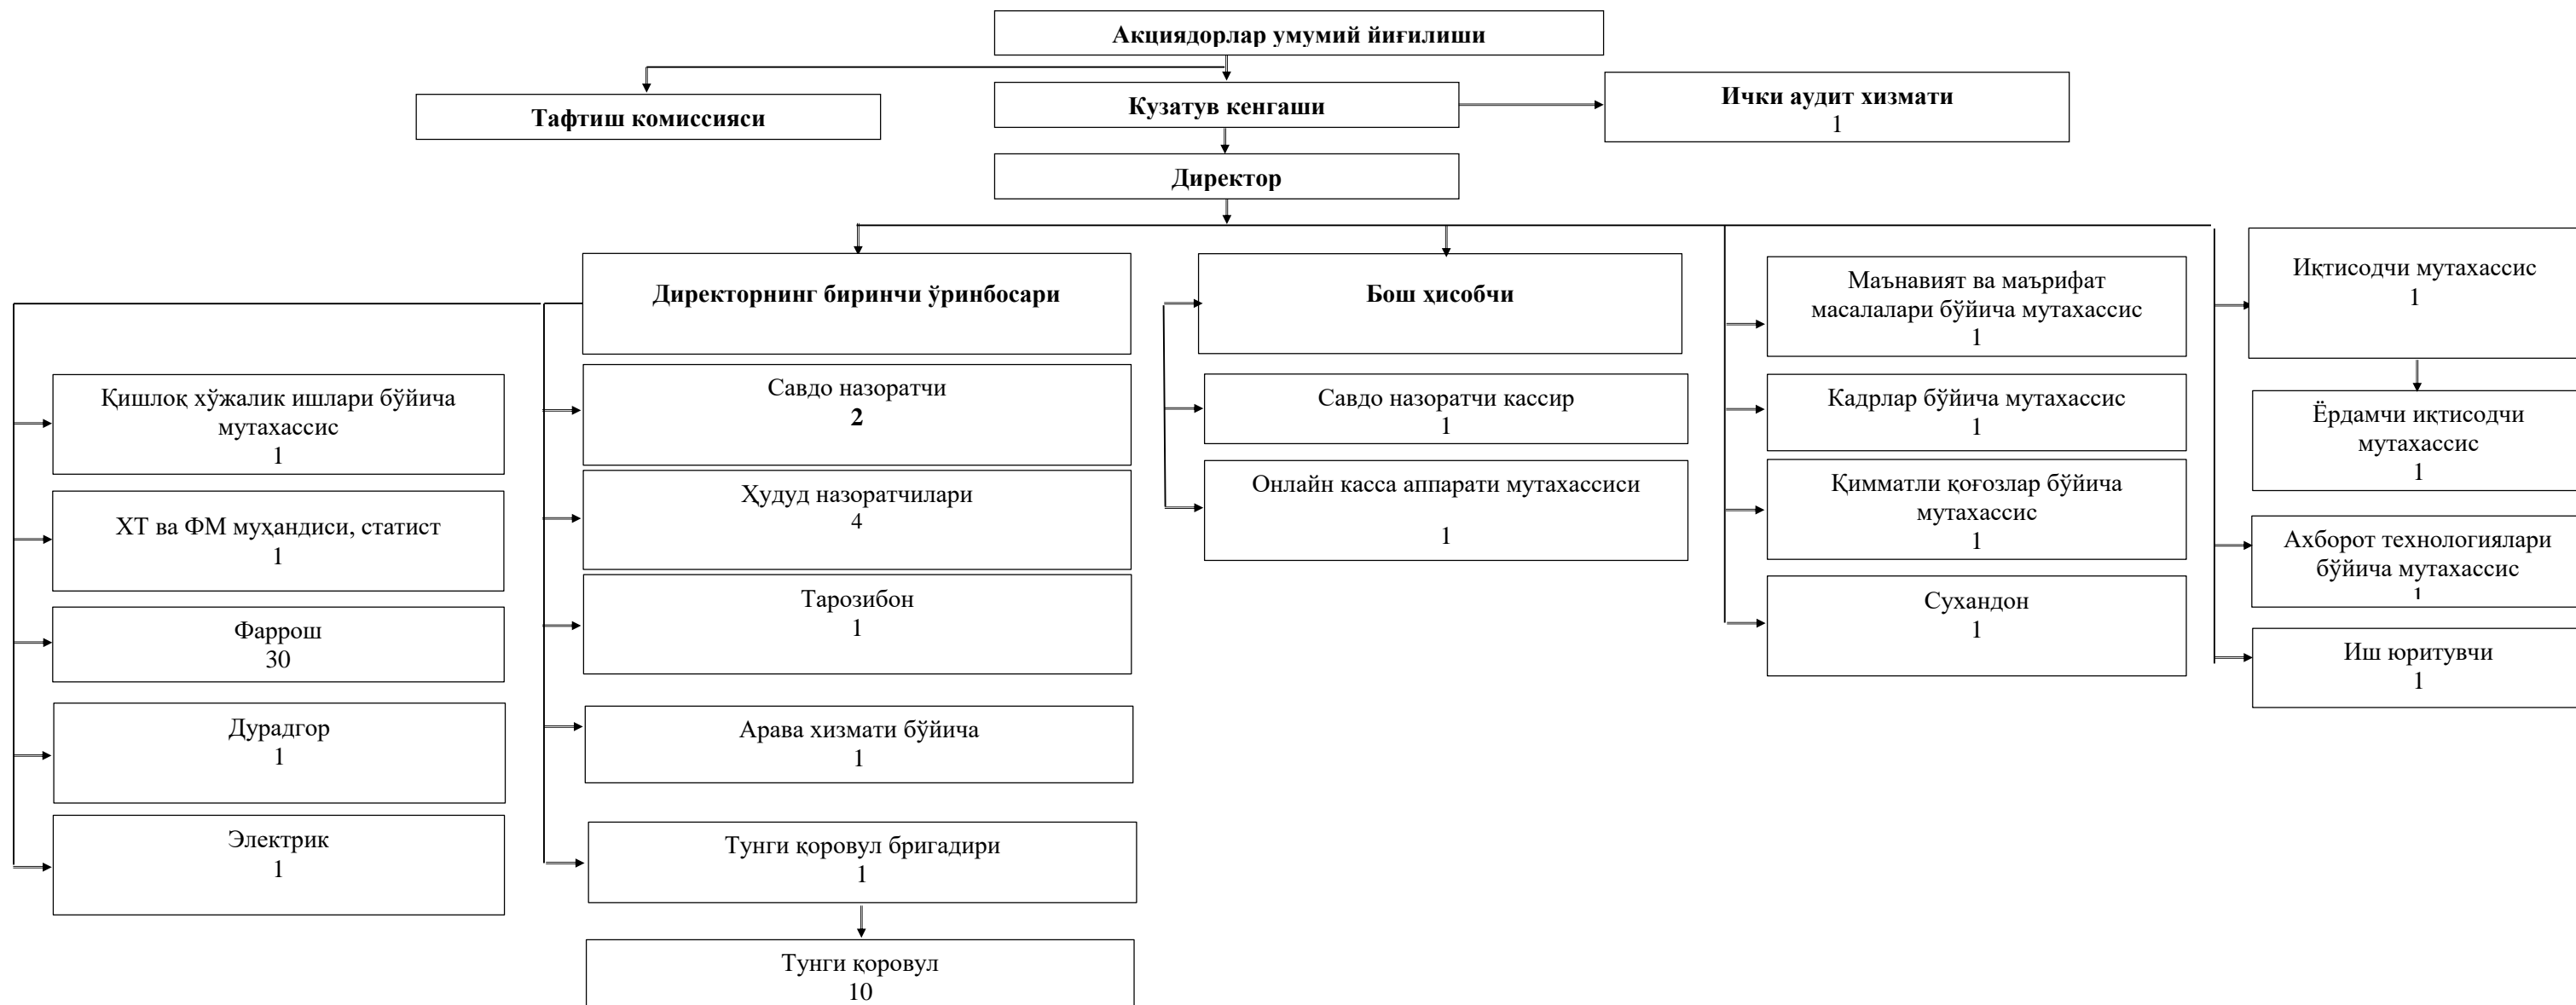 Акциядорлар умумий йиғилиши
Тафтиш комиссияси
Кузатув кенгаши
Ички аудит хизмати
1
Директор
Директорнинг биринчи ўринбосари
Бош ҳисобчи
Қишлоқ хўжалик ишлари бўйича
мутахассис
1
ХТ ва ФМ муҳандиси, статист
1
Фаррош
30
Дурадгор
1
Электрик
1
Савдо назоратчи
2
Ҳудуд назоратчилари
4
Тарозибон
1
Арава хизмати бўйича
1
Тунги қоровул бригадири
1
Тунги қоровул
10
Савдо назоратчи кассир
1
Онлайн касса аппарати мутахассиси
1
Маънавият ва маърифат
масалалари бўйича мутахассис
1
Кадрлар бўйича мутахассис
1
Қимматли қоғозлар бўйича
мутахассис
1
Сухандон
1
Иқтисодчи мутахассис
1
Ёрдамчи иқтисодчи
мутахассис
1
Ахборот технологиялари
бўйича мутахассис
1
Иш юритувчи
1